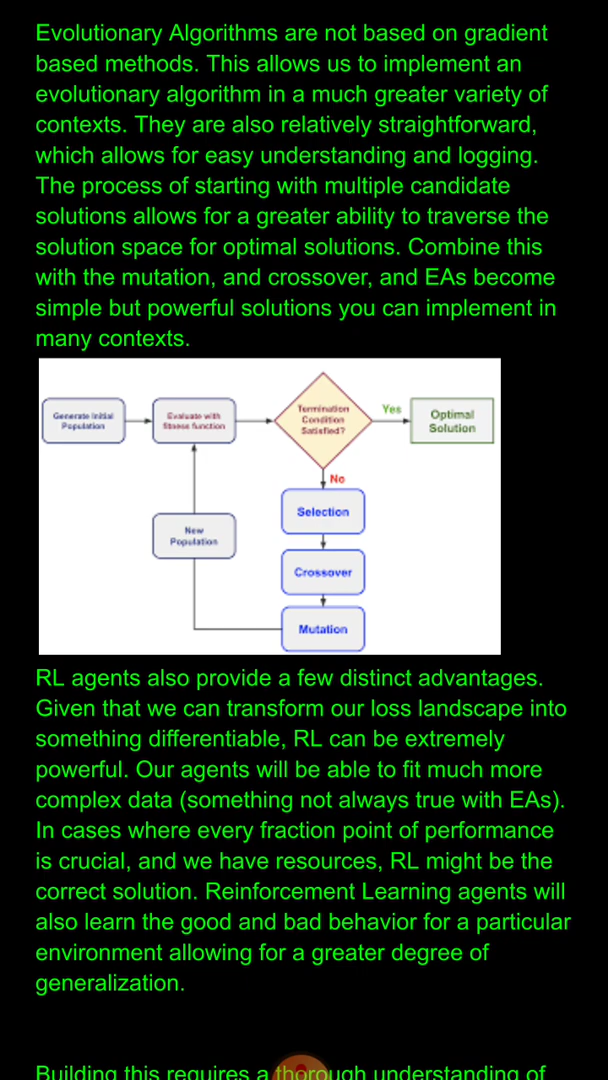 Evolutionary Algorithms are not based on gradient
based methods. This allows us to implement an
evolutionary algorithm in a much greater variety of
contexts. They are also relatively straightforward,
which allows for easy understanding and logging.
The process of starting with multiple candidate
solutions allows for a greater ability to traverse the
solution space for optimal solutions. Combine this
with the mutation, and crossover, and EAs become
simple but powerful solutions you can implement in
many contexts.
Generate Initial
Population
Evaluate with
fitness function
Termination
Condition
Satisfied?
Yes
Optimal
Solution
No
Selection
New
Population
Crossover
Mutation
RL agents also provide a few distinct advantages.
Given that we can transform our loss landscape into
something differentiable, RL can be extremely
powerful. Our agents will be able to fit much more
complex data (something not always true with EAs).
In cases where every fraction point of performance
is crucial, and we have resources, RL might be the
correct solution. Reinforcement Learning agents will
also learn the good and bad behavior for a particular
environment allowing for a greater degree of
generalization.
Building this requires a thorough understanding of